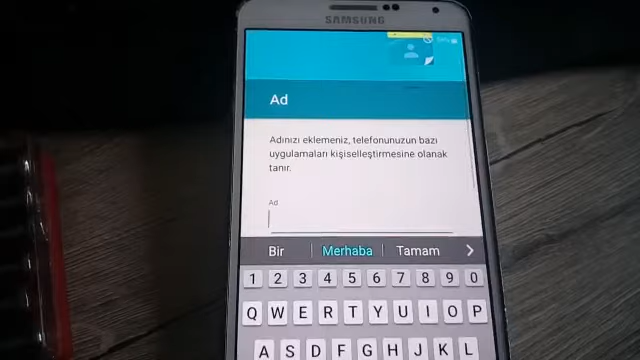 SAMSUNG
Ad
Adınızı eklemeniz, telefonunuzun bazı
uygulamaları kişiselleştirmesine olanak
tanır.
Ad
Bir Merhaba Tamam
1 2 3 4 5 6 7 8 9 0
Q W E R T Y U I O P
A S D F G H J K L